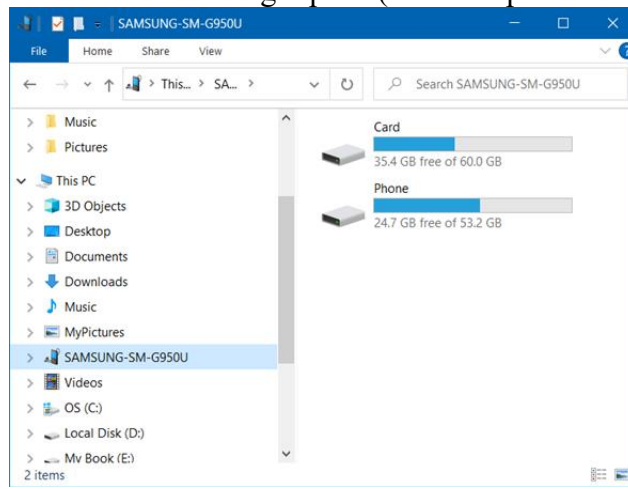 SAMSUNG-SM-G950U
File Home Share View
This... SA...
Search SAMSUNG-SM-G950U
Music
Pictures
This PC
3D Objects
Desktop
Documents
Downloads
Music
MyPictures
SAMSUNG-SM-G950U
Videos
OS (C:)
Local Disk (D:)
My Book (E:)
Card
35.4 GB free of 60.0 GB
Phone
24.7 GB free of 53.2 GB
2 items